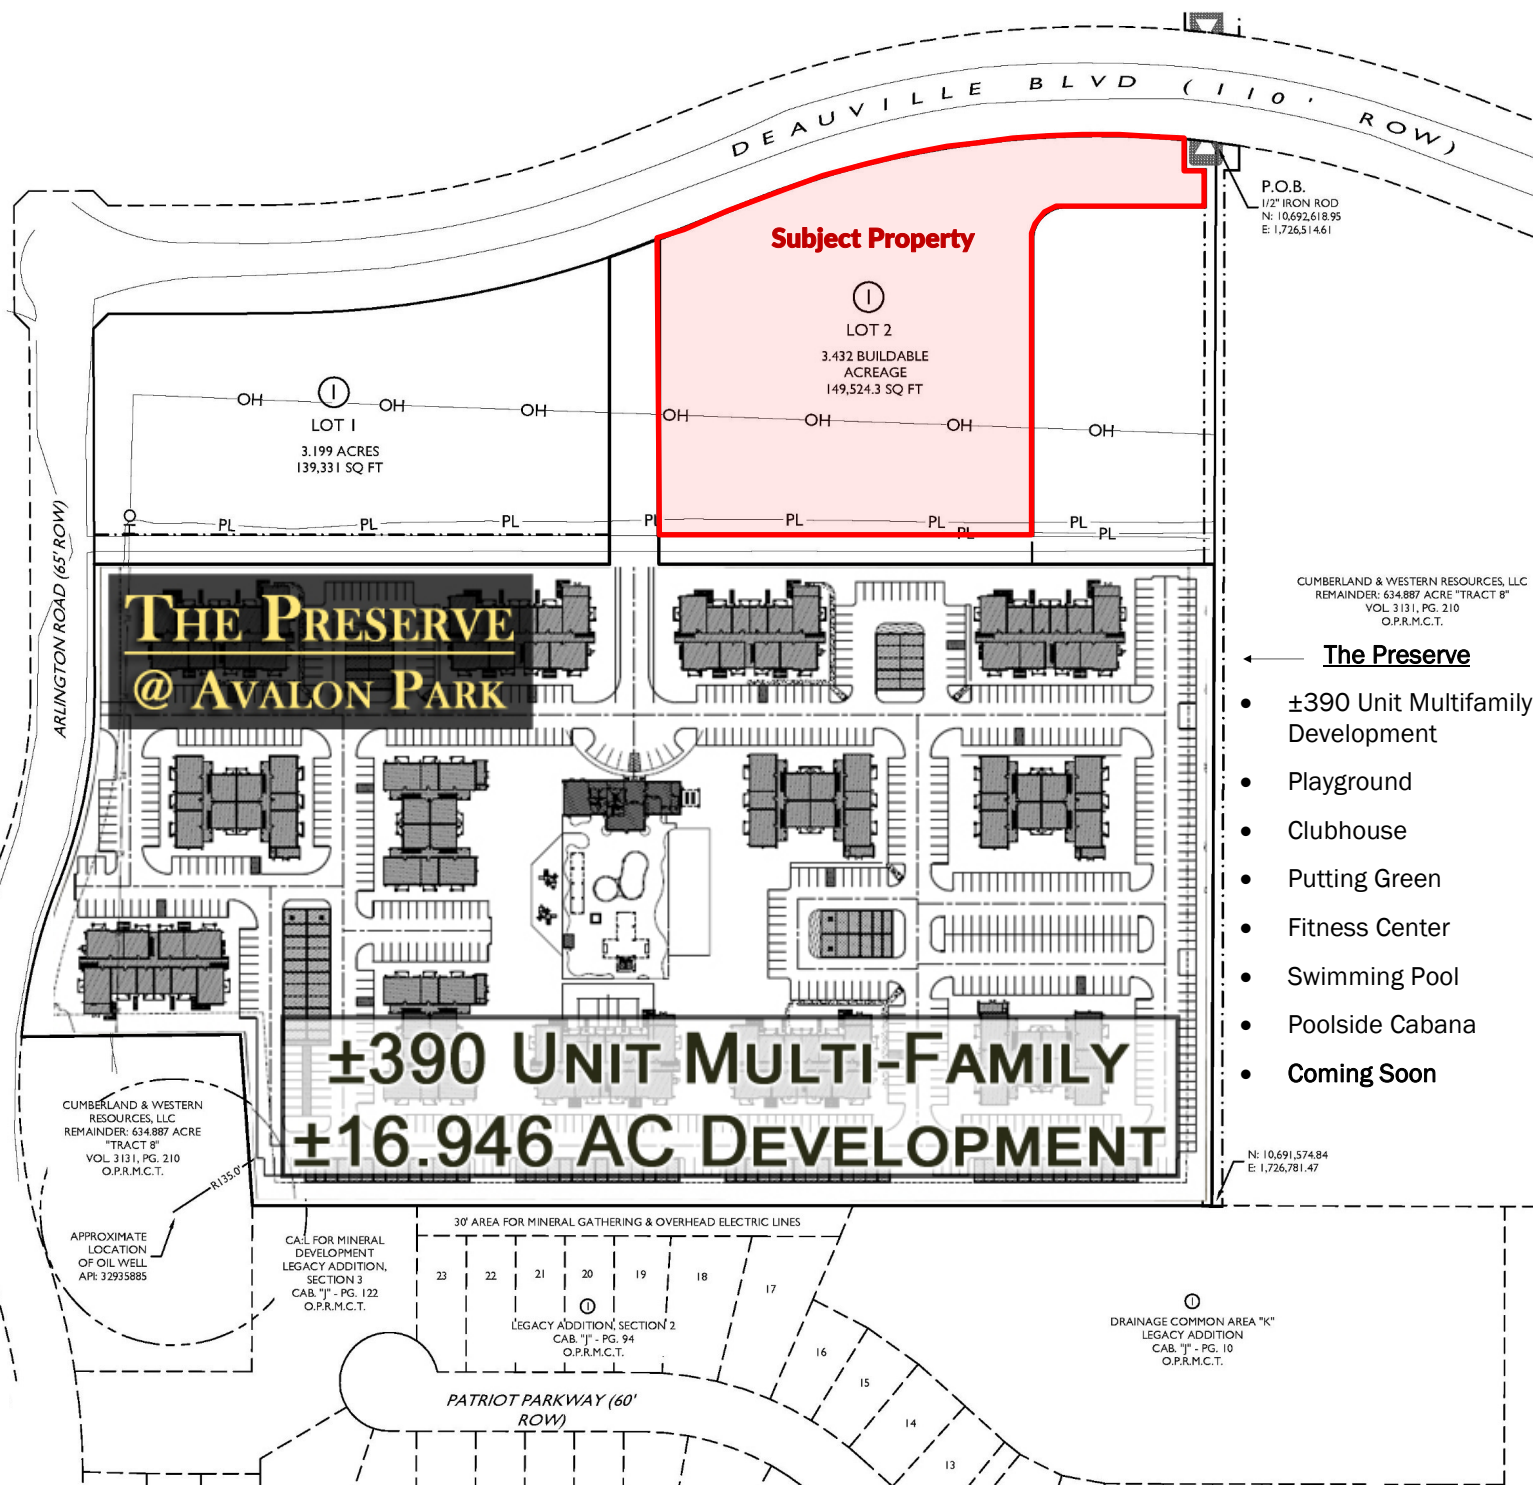 DEAUVILLE BLVD (110' ROW)
P.O.B.
1/2" IRON ROD
N: 10,692,618.95
E: 1,726,514.61
Subject Property
1
LOT 2
3.432 BUILDABLE
ACREAGE
149,524.3 SQ FT
1
LOT 1
3.199 ACRES
139,331 SQ FT
OH OH OH OH OH OH OH
OH
PL PL PL PL PL PL PL
PL PL
ARLINGTON ROAD (65' ROW)
THE PRESERVE
@ AVALON PARK
CUMBERLAND & WESTERN RESOURCES, LLC
REMAINDER: 634.887 ACRE "TRACT 8"
VOL. 3131, PG. 210
O.P.R.M.C.T.
The Preserve
• ±390 Unit Multifamily
Development
• Playground
• Clubhouse
• Putting Green
• Fitness Center
• Swimming Pool
• Poolside Cabana
• Coming Soon
±390 UNIT MULTI-FAMILY
±16.946 AC DEVELOPMENT
CUMBERLAND & WESTERN
RESOURCES, LLC
REMAINDER: 634.887 ACRE
"TRACT 8"
VOL. 3131, PG. 210
O.P.R.M.C.T.
R135.0'
APPROXIMATE
LOCATION
OF OIL WELL
API: 32935885
N: 10,691,574.84
E: 1,726,781.47
30' AREA FOR MINERAL GATHERING & OVERHEAD ELECTRIC LINES
CA:L FOR MINERAL
DEVELOPMENT
LEGACY ADDITION,
SECTION 3
CAB. "J" - PG. 122
O.P.R.M.C.T.
23 22 21 20 19 18 17
1
LEGACY ADDITION, SECTION 2
CAB. "J" - PG. 94
O.P.R.M.C.T.
16
15
14
13
1
DRAINAGE COMMON AREA "K"
LEGACY ADDITION
CAB. "J" - PG. 10
O.P.R.M.C.T.
PATRIOT PARKWAY (60'
ROW)